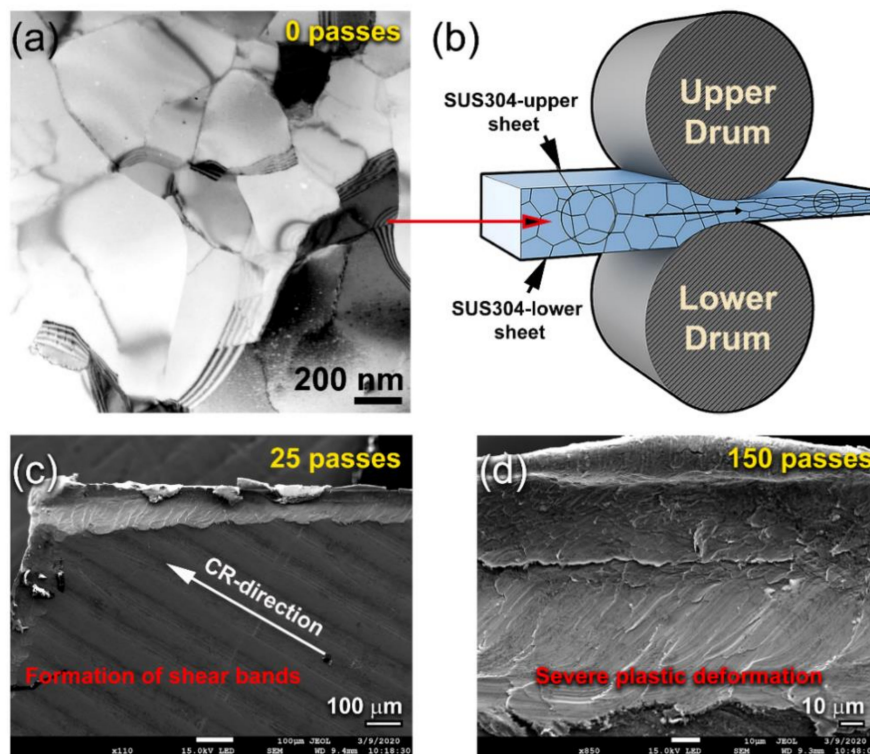 (a)
0 passes
200 nm
(b)
SUS304-upper
sheet
Upper
Drum
SUS304-lower
sheet
Lower
Drum
(c)
25 passes
CR-direction
Formation of shear bands
100 μm
x110
15.0kV LED
100μm JEOL
SEM
WD 9.4mm
3/9/2020
10:18:30
(d)
150 passes
Severe plastic deformation
10 μm
x850
15.0kV LED
10μm JEOL
SEM
WD 9.3mm
3/9/2020